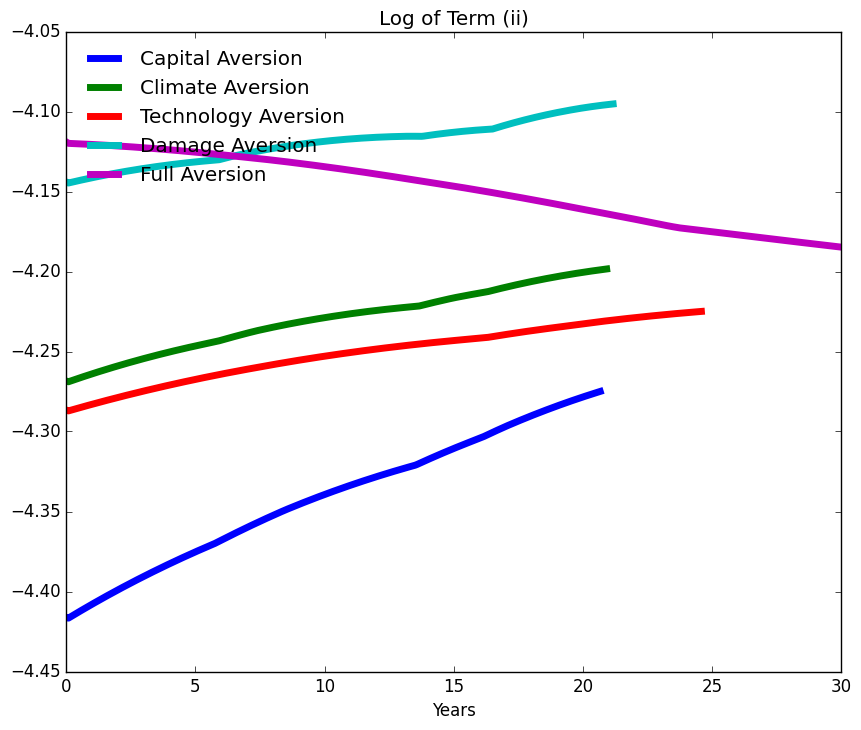 Log of Term (ii)
−4.05
−4.10
−4.15
−4.20
−4.25
−4.30
−4.35
−4.40
−4.45
Capital Aversion
Climate Aversion
Technology Aversion
Damage Aversion
Full Aversion
0 5 10 15 20 25 30
Years